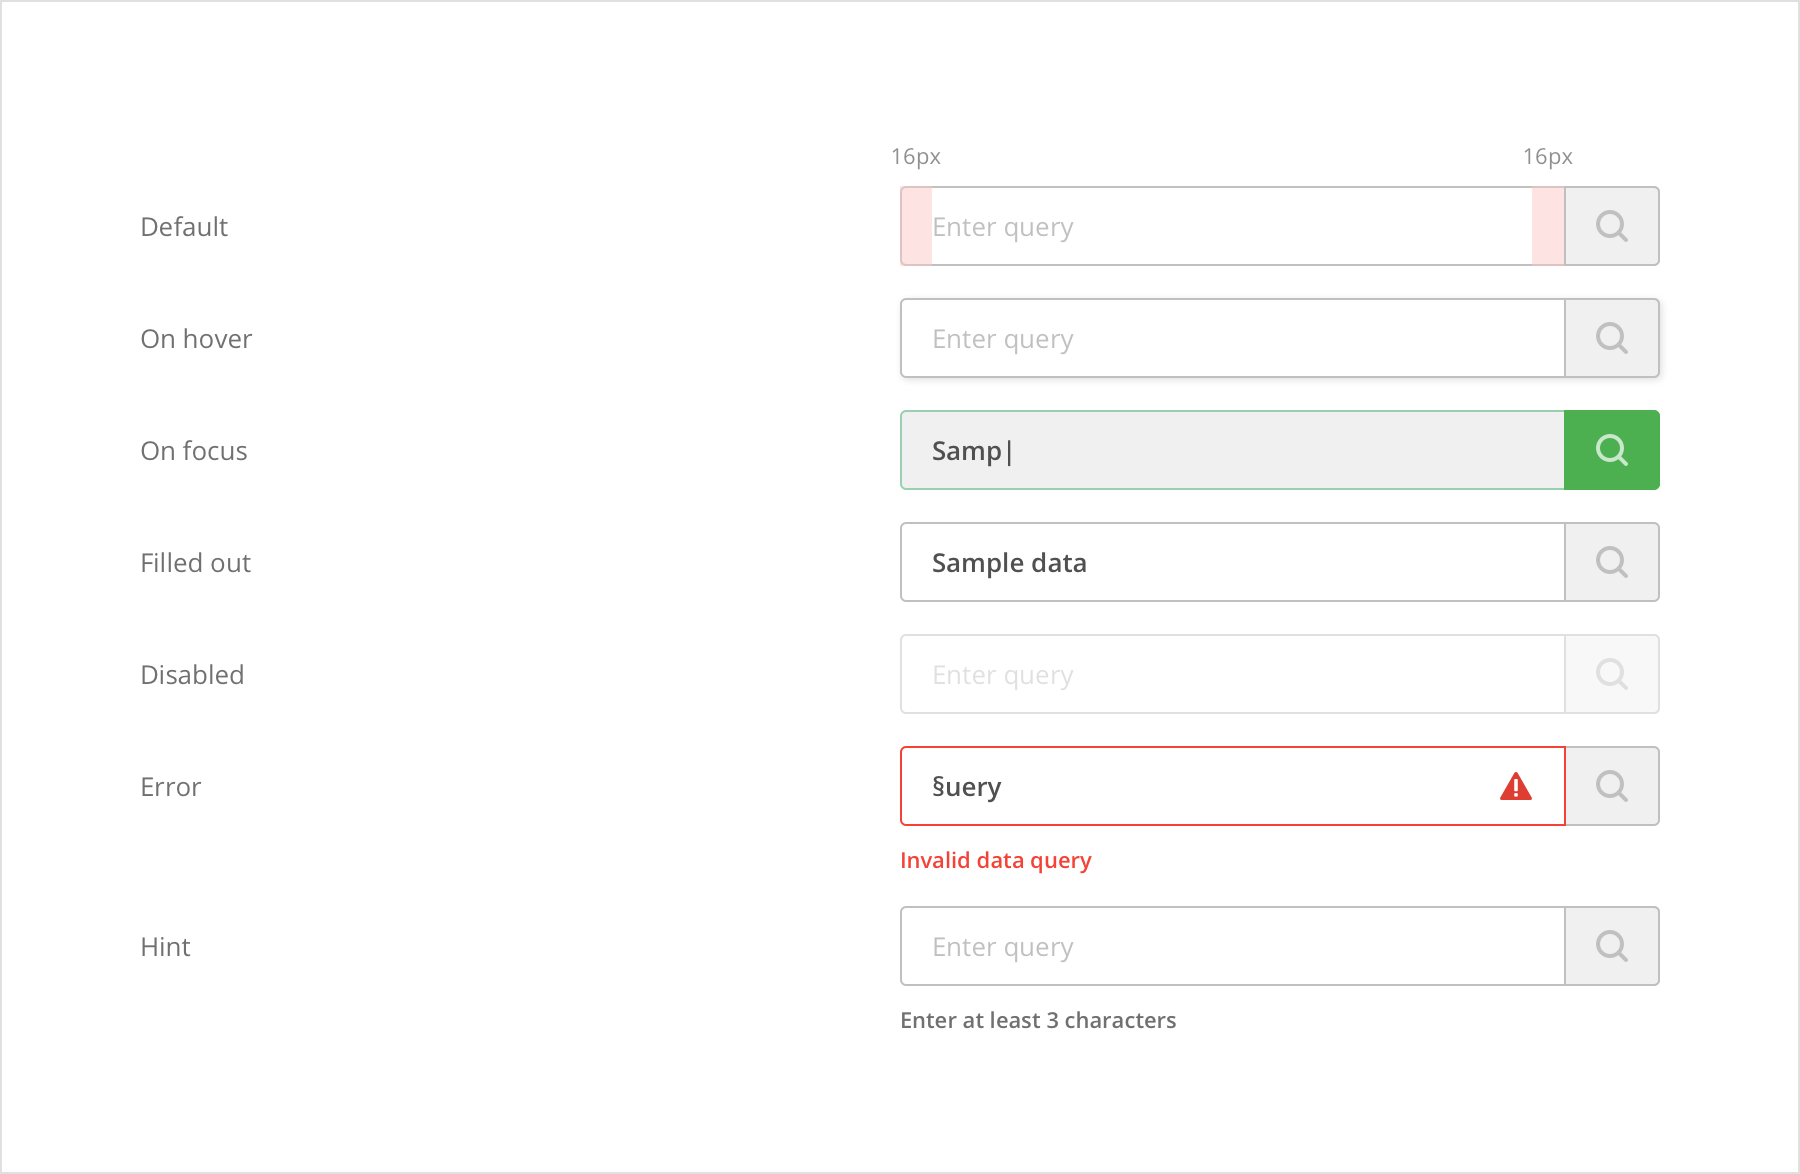 16px 16px
Default Enter query
On hover Enter query
On focus Samp|
Filled out Sample data
Disabled Enter query
Error §uery
Invalid data query
Hint Enter query
Enter at least 3 characters